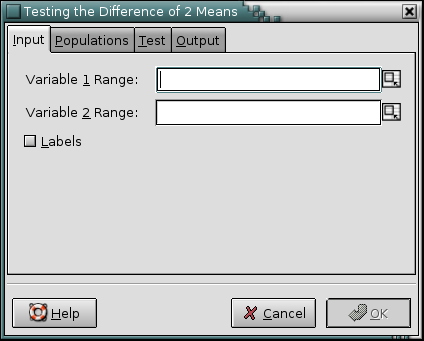 Testing the Difference of 2 Means
Input Populations Test Output
Variable 1 Range:
Variable 2 Range:
Labels
Help Cancel OK